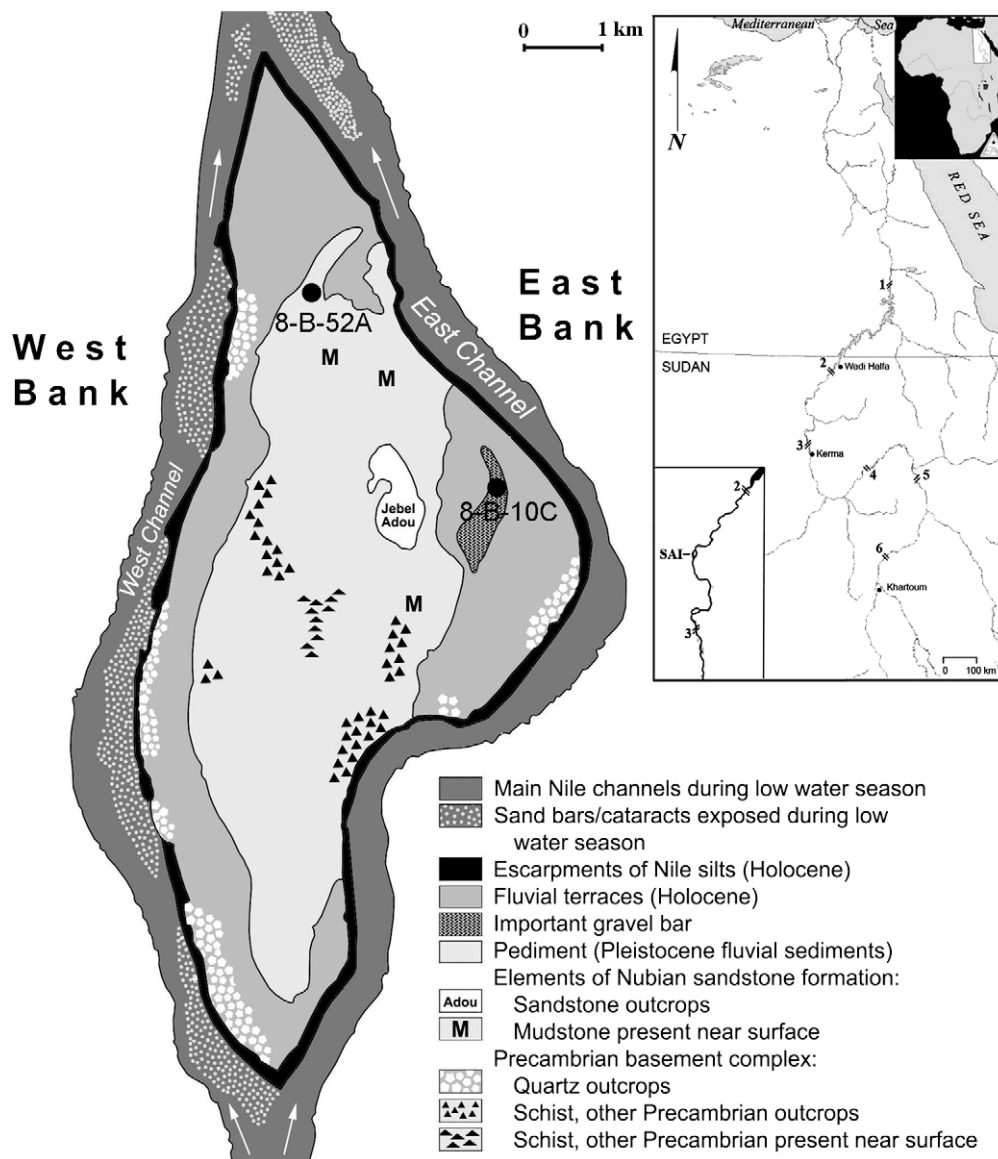 0 1 km
West
Bank
East
Bank
West Channel
East Channel
8-B-52A
M
M
Jebel
Adou
8-B-10C
M
Main Nile channels during low water season
Sand bars/cataracts exposed during low
water season
Escarpments of Nile silts (Holocene)
Fluvial terraces (Holocene)
Important gravel bar
Pediment (Pleistocene fluvial sediments)
Elements of Nubian sandstone formation:
Adou Sandstone outcrops
M Mudstone present near surface
Precambrian basement complex:
Quartz outcrops
Schist, other Precambrian outcrops
Schist, other Precambrian present near surface
Mediterranean Sea
N
RED SEA
1
EGYPT
SUDAN
2
Wadi Halfa
3
Kerma
4
5
6
Khartoum
0 100 km
2
SAI
3